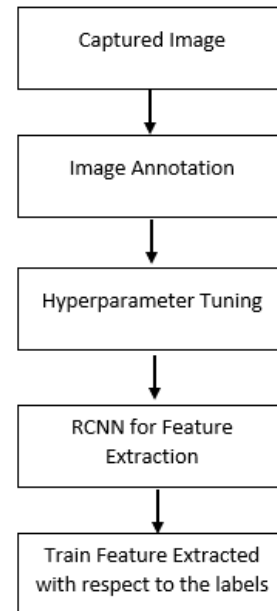 Captured Image
Image Annotation
Hyperparameter Tuning
RCNN for Feature
Extraction
Train Feature Extracted
with respect to the labels